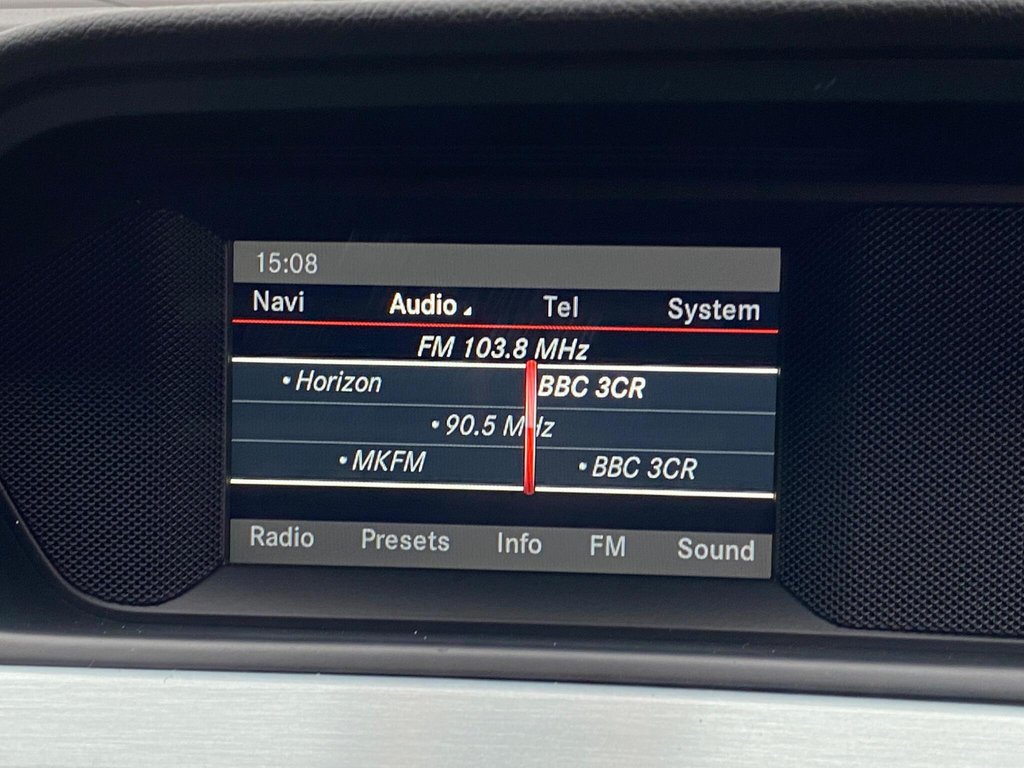 15:08
Navi Audio Tel System
FM 103.8 MHz
•Horizon BBC 3CR
•90.5 MHz
•MKFM •BBC 3CR
Radio Presets Info FM Sound